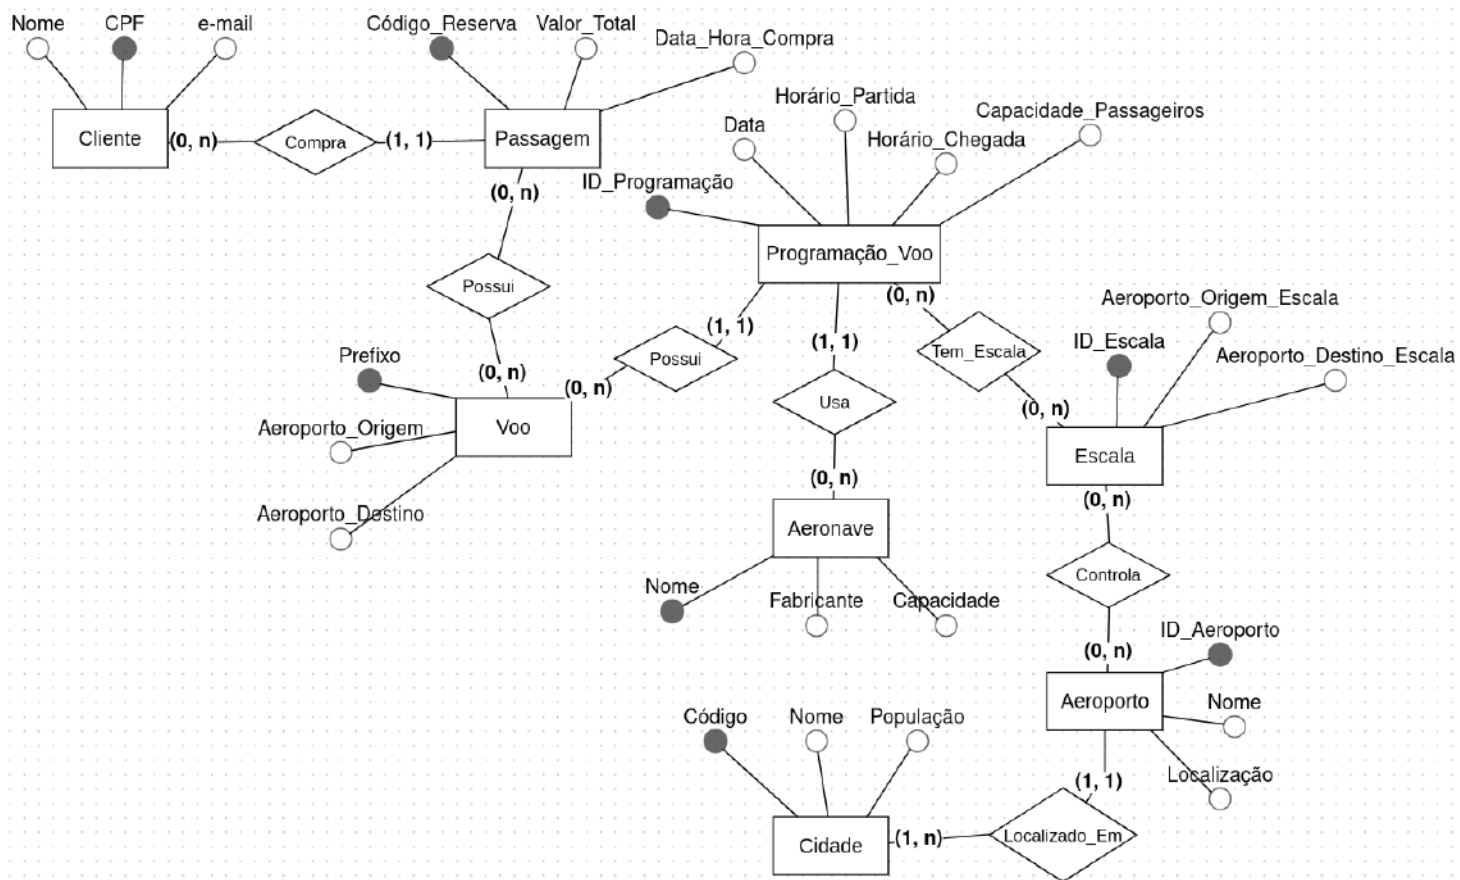 Nome
CPF
e-mail
Código_Reserva
Valor_Total
Data_Hora_Compra
Cliente
(0, n)
Compra
(1, 1)
Passagem
(0, n)
Horário_Partida
Capacidade_Passageiros
Data
Horário_Chegada
ID_Programação
Programação_Voo
(0, n)
Possui
(1, 1)
Possui
(0, n)
(1, 1)
Tem_Escala
Aeroporto_Origem_Escala
ID_Escala
Aeroporto_Destino_Escala
Prefixo
(0, n)
Usa
(0, n)
Aeroporto_Origem
Voo
Escala
(0, n)
(0, n)
Aeroporto_Destino
Aeronave
Controla
Nome
Fabricante
Capacidade
ID_Aeroporto
(0, n)
Aeroporto
Nome
Código
Nome
População
Localização
(1, 1)
Cidade
(1, n)
Localizado_Em